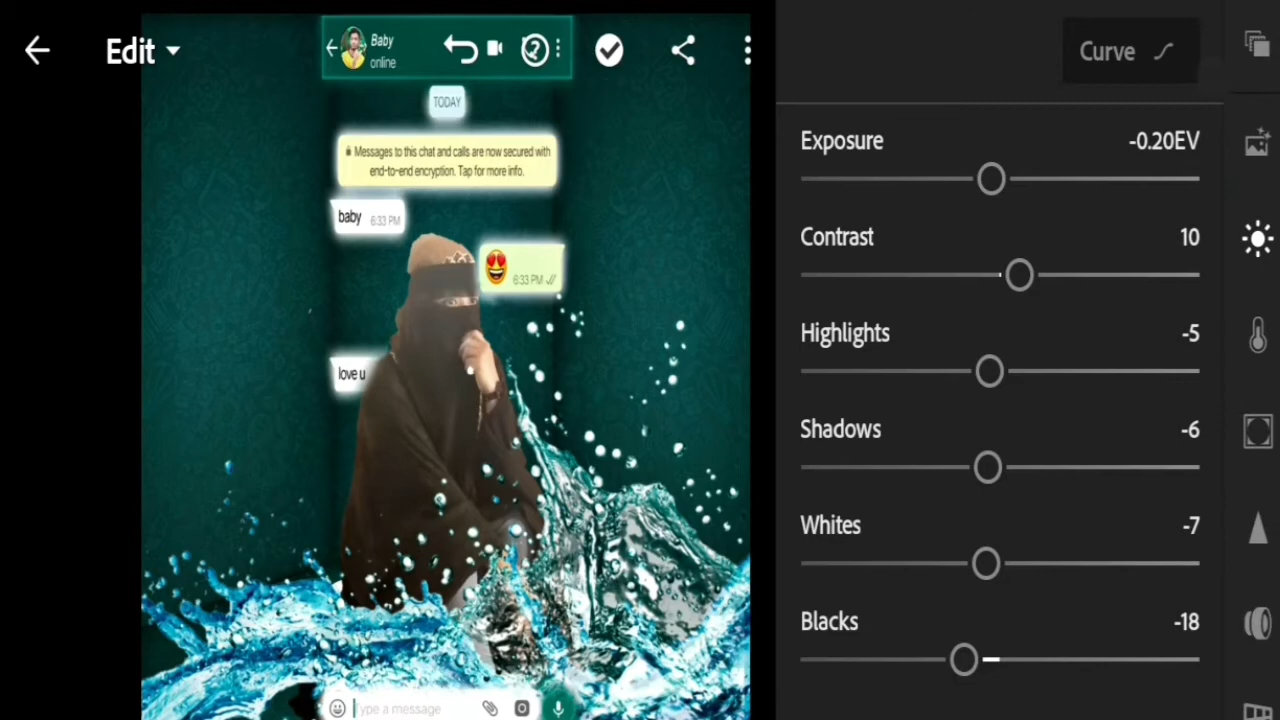 Edit
Baby
online
TODAY
Messages to this chat and calls are now secured with
end-to-end encryption. Tap for more info.
baby 6:33 PM
6:33 PM
love u
Type a message
Curve
Exposure -0.20EV
Contrast 10
Highlights -5
Shadows -6
Whites -7
Blacks -18